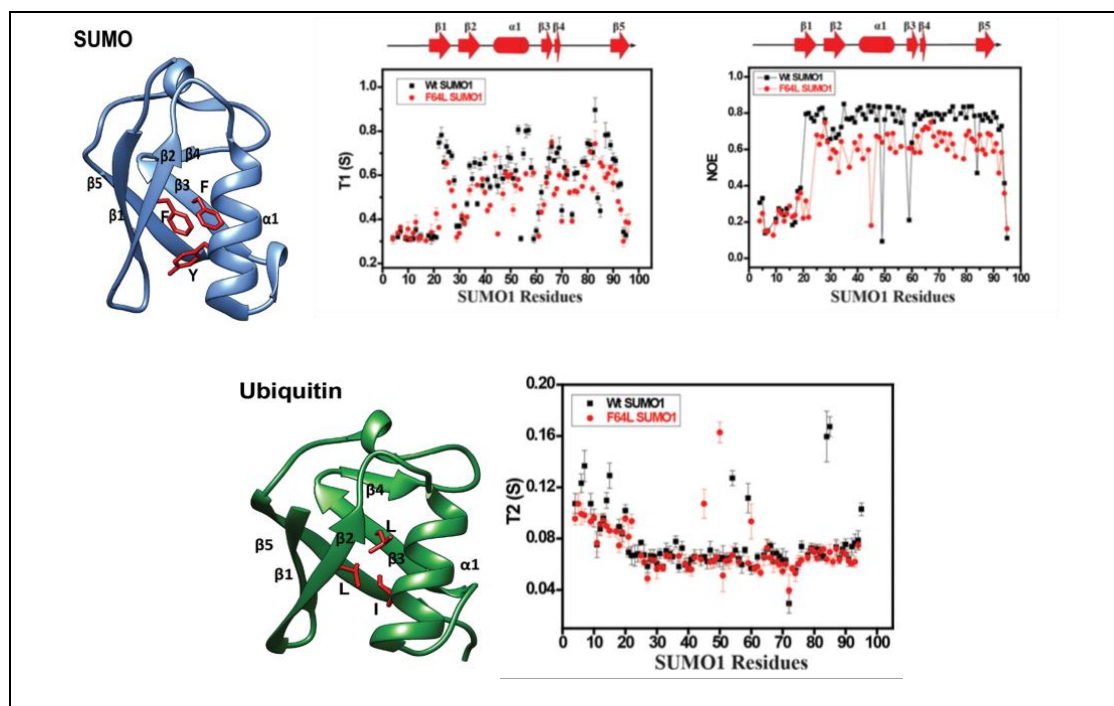 SUMO
β2
β4
β5
β3
F
β1
F
α1
Y
β1
β2
α1
β3
β4
β5
Wt SUMO1
F64L SUMO1
1.0
0.8
0.6
0.4
0.2
T1 (S)
0 10 20 30 40 50 60 70 80 90 100
SUMO1 Residues
β1
β2
α1
β3
β4
β5
Wt SUMO1
F64L SUMO1
1.0
0.8
0.6
0.4
0.2
0.0
NOE
0 10 20 30 40 50 60 70 80 90 100
SUMO1 Residues
Ubiquitin
β4
β2
L
β5
β3
β1
α1
L
I
Wt SUMO1
F64L SUMO1
0.20
0.16
0.12
0.08
0.04
T2 (S)
0 10 20 30 40 50 60 70 80 90 100
SUMO1 Residues